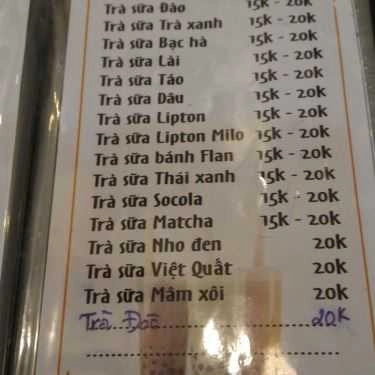 Trà sữa Đào 15k - 20k
Trà sữa Trà xanh 15k - 20k
Trà sữa Bạc hà 15k - 20k
Trà sữa Lài 15k - 20k
Trà sữa Táo 15k - 20k
Trà sữa Dâu 15k - 20k
Trà sữa Lipton 15k - 20k
Trà sữa Lipton Milo 15k - 20k
Trà sữa bánh Flan 15k - 20k
Trà sữa Thái xanh 15k - 20k
Trà sữa Socola 15k - 20k
Trà sữa Matcha 15k - 20k
Trà sữa Nho đen 20k
Trà sữa Việt Quất 20k
Trà sữa Mâm xôi 20k
Trà 20K